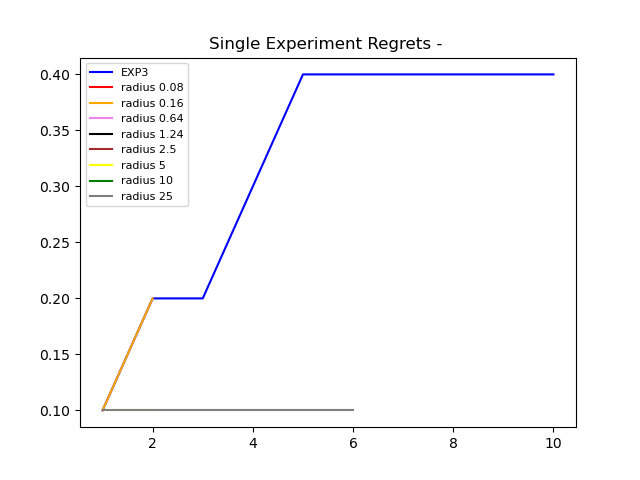 Single Experiment Regrets -
0.40
0.35
0.30
0.25
0.20
0.15
0.10
EXP3
radius 0.08
radius 0.16
radius 0.64
radius 1.24
radius 2.5
radius 5
radius 10
radius 25
2 4 6 8 10